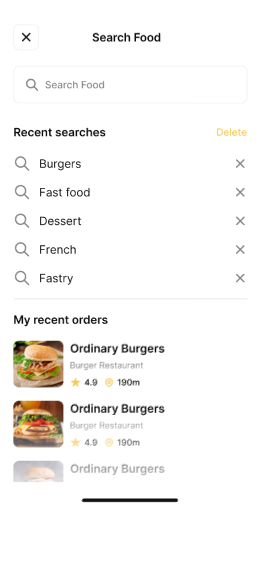 Search Food
Search Food
Recent searches Delete
Burgers
Fast food
Dessert
French
Fastry
My recent orders
Ordinary Burgers
Burger Restaurant
4.9 190m
Ordinary Burgers
Burger Restaurant
4.9 190m
Ordinary Burgers